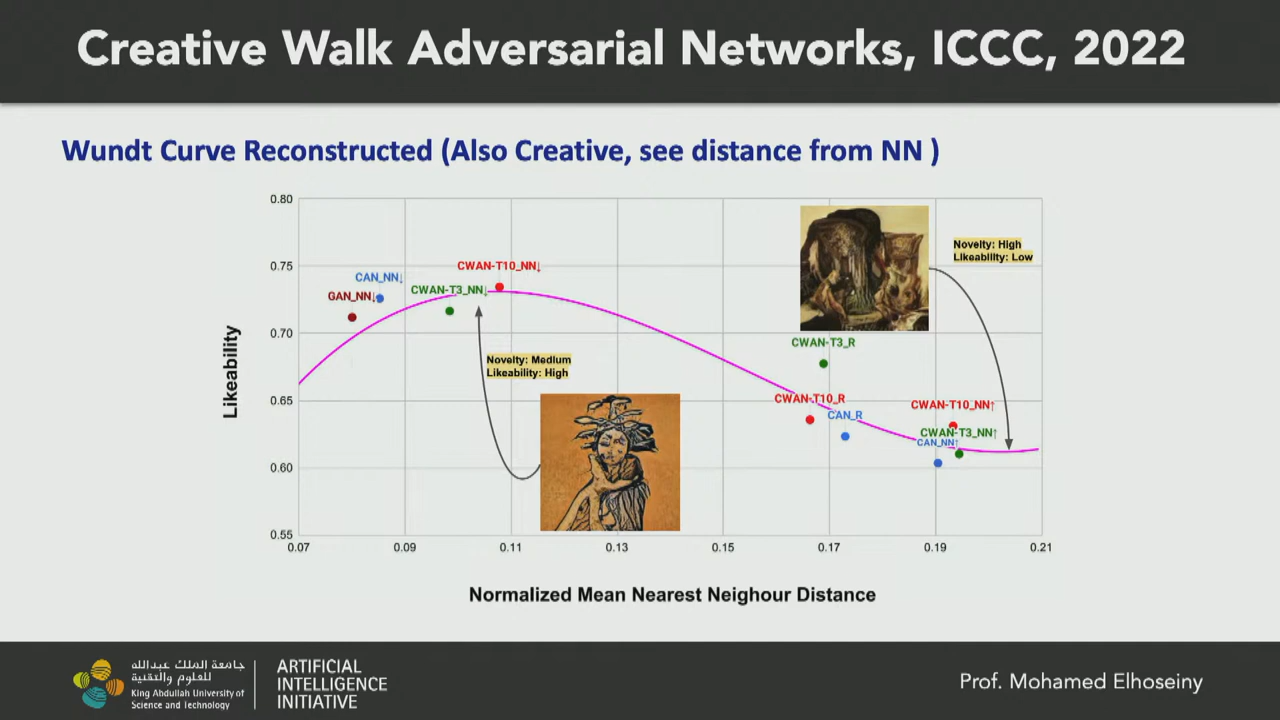 Creative Walk Adversarial Networks, ICCC, 2022
Wundt Curve Reconstructed (Also Creative, see distance from NN )
0.80
0.75
0.70
0.65
0.60
0.55
0.07
0.09
0.11
0.13
0.15
0.17
0.19
0.21
Likeability
Normalized Mean Nearest Neighour Distance
GAN_NN↓
CAN_NN↓
CWAN-T3_NN↓
CWAN-T10_NN↓
Novelty: Medium
Likeability: High
Novelty: High
Likeability: Low
CWAN-T3_R
CWAN-T10_R
CAN_R
CWAN-T10_NN↑
CWAN-T3_NN↑
CAN_NN↑
جامعة الملك عبدالله
للعلوم والتقنية
King Abdullah University of
Science and Technology
ARTIFICIAL
INTELLIGENCE
INITIATIVE
Prof. Mohamed Elhoseiny